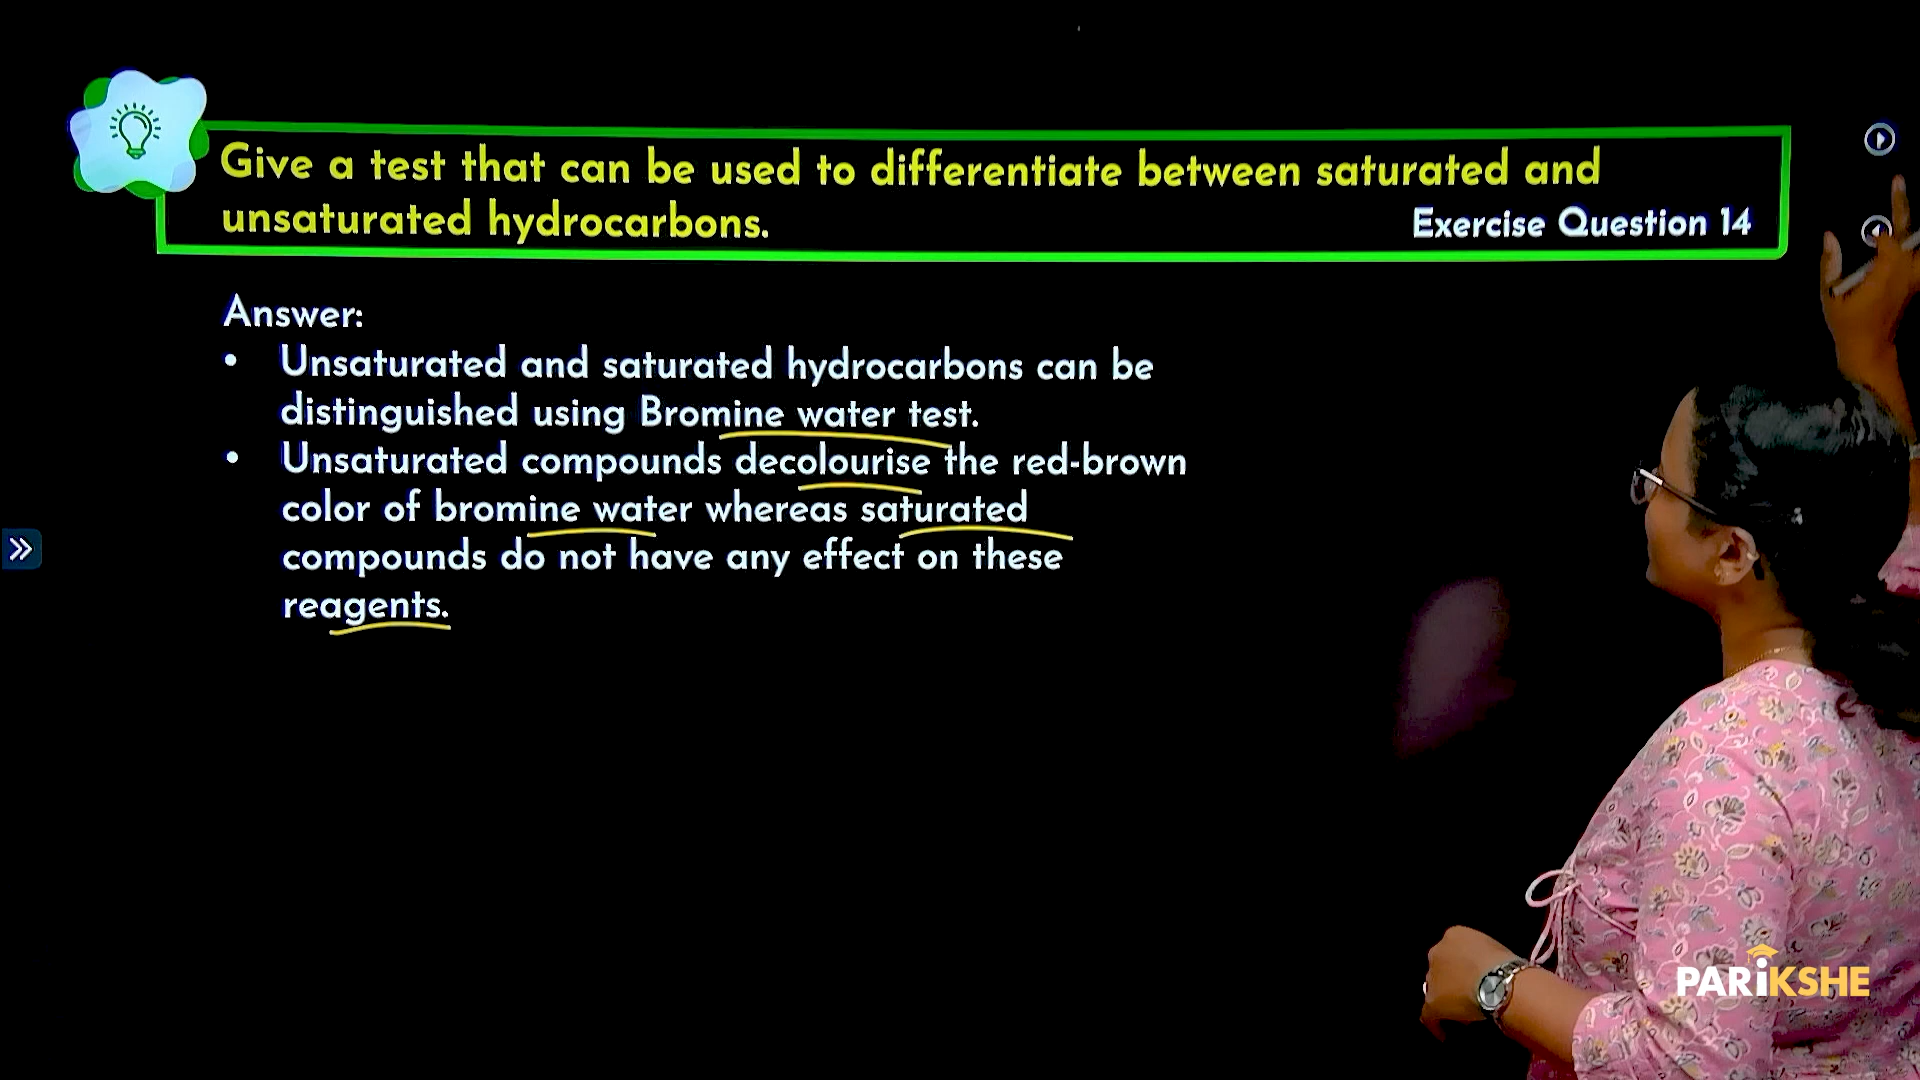 Give a test that can be used to differentiate between saturated and
unsaturated hydrocarbons.
Exercise Question 14
Answer:
• Unsaturated and saturated hydrocarbons can be
distinguished using Bromine water test.
• Unsaturated compounds decolourise the red-brown
color of bromine water whereas saturated
compounds do not have any effect on these
reagents.
PARiKSHE